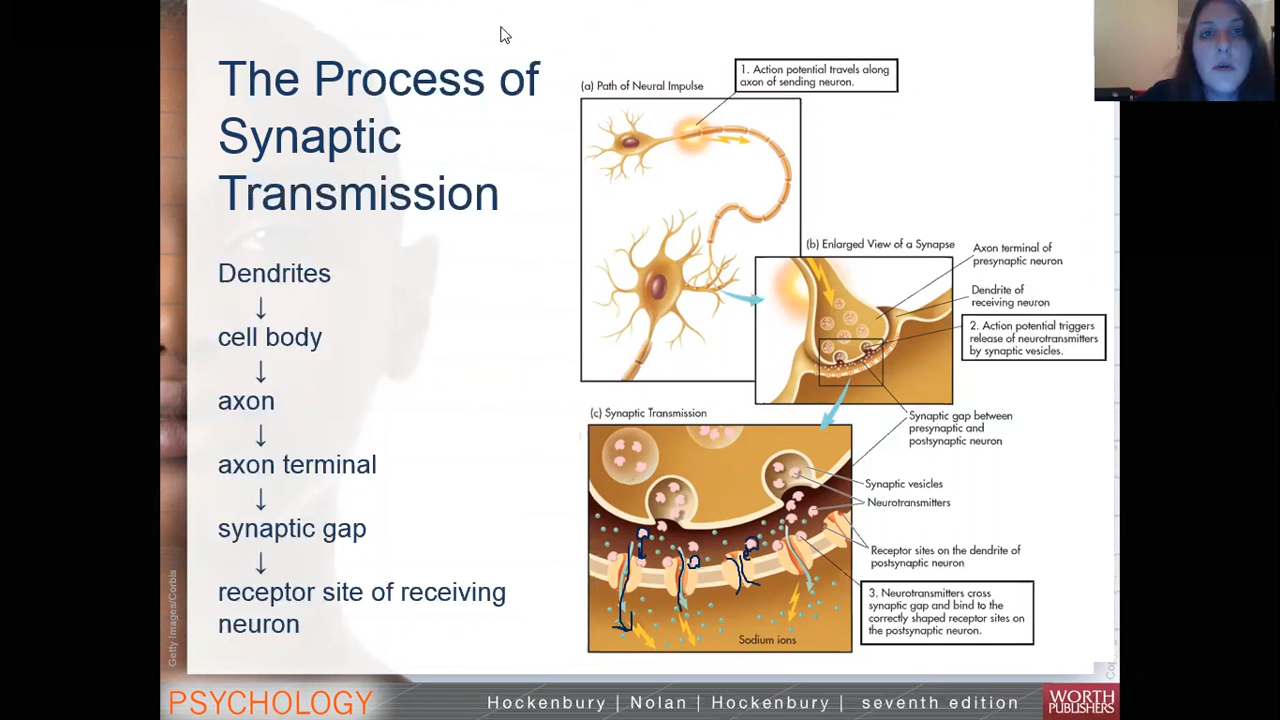 The Process of
Synaptic
Transmission
Dendrites
↓
cell body
↓
axon
↓
axon terminal
↓
synaptic gap
↓
receptor site of receiving
neuron
(a) Path of Neural Impulse
1. Action potential travels along
axon of sending neuron.
(b) Enlarged View of a Synapse
Axon terminal of
presynaptic neuron
Dendrite of
receiving neuron
2. Action potential triggers
release of neurotransmitters
by synaptic vesicles.
Synaptic gap between
presynaptic and
postsynaptic neuron
(c) Synaptic Transmission
Synaptic vesicles
Neurotransmitters
Receptor sites on the dendrite of
postsynaptic neuron
3. Neurotransmitters cross
synaptic gap and bind to the
correctly shaped receptor sites on
the postsynaptic neuron.
Sodium ions
Getty Images/Corbis
PSYCHOLOGY
Hockenbury | Nolan | Hockenbury | seventh edition
WORTH
PUBLISHERS